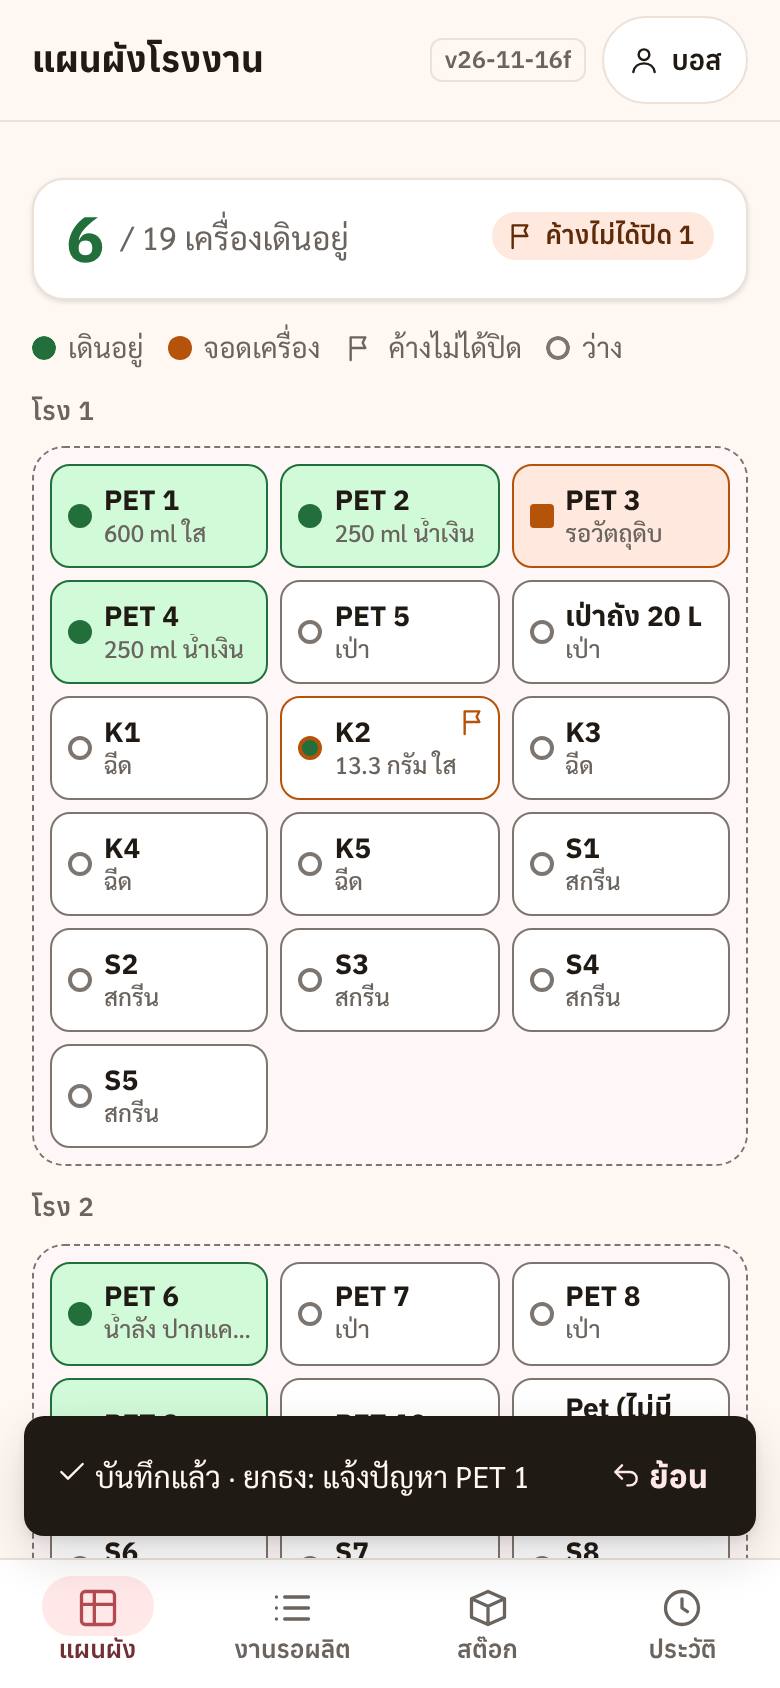 แผนผังโรงงาน
v26-11-16f
บอส
6 / 19 เครื่องเดินอยู่
ค้างไม่ได้ปิด 1
เดินอยู่
จอดเครื่อง
ค้างไม่ได้ปิด
ว่าง
โรง 1
PET 1
600 ml ใส
PET 2
250 ml น้ำเงิน
PET 3
รอวัตถุดิบ
PET 4
250 ml น้ำเงิน
PET 5
เป่า
เป่าถัง 20 L
เป่า
K1
ฉีด
K2
13.3 กรัม ใส
K3
ฉีด
K4
ฉีด
K5
ฉีด
S1
สกรีน
S2
สกรีน
S3
สกรีน
S4
สกรีน
S5
สกรีน
โรง 2
PET 6
น้ำลัง ปากแค...
PET 7
เป่า
PET 8
เป่า
Pet (ไม่มี
บันทึกแล้ว · ยกธง: แจ้งปัญหา PET 1
ย้อน
S6
S7
S8
แผนผัง
งานรอผลิต
สต๊อก
ประวัติ